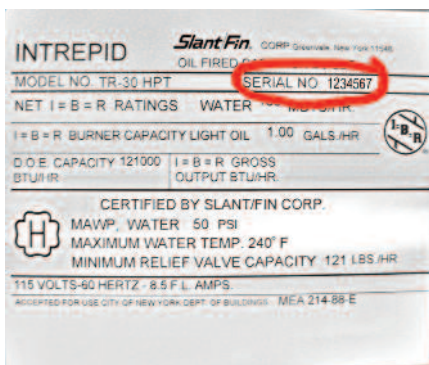 INTREPID
Slant/Fin. CORP Greenvale, New York 11548
OIL FIRED
MODEL NO. TR-30 HPT
SERIAL NO 1234567
NET I=B=R RATINGS WATER
I=B=R BURNER CAPACITY LIGHT OIL 1.00 GALS./HR
I=B=R
D.O.E. CAPACITY 121000
BTU/HR
I=B=R GROSS
OUTPUT BTU/HR.
CERTIFIED BY SLANT/FIN CORP.
H
MAWP, WATER 50 PSI
MAXIMUM WATER TEMP. 240° F
MINIMUM RELIEF VALVE CAPACITY 121 LBS./HR
115 VOLTS-60 HERTZ - 8.5 F.L. AMPS.
ACCEPTED FOR USE CITY OF NEW YORK DEPT. OF BUILDINGS MEA 214-88-E